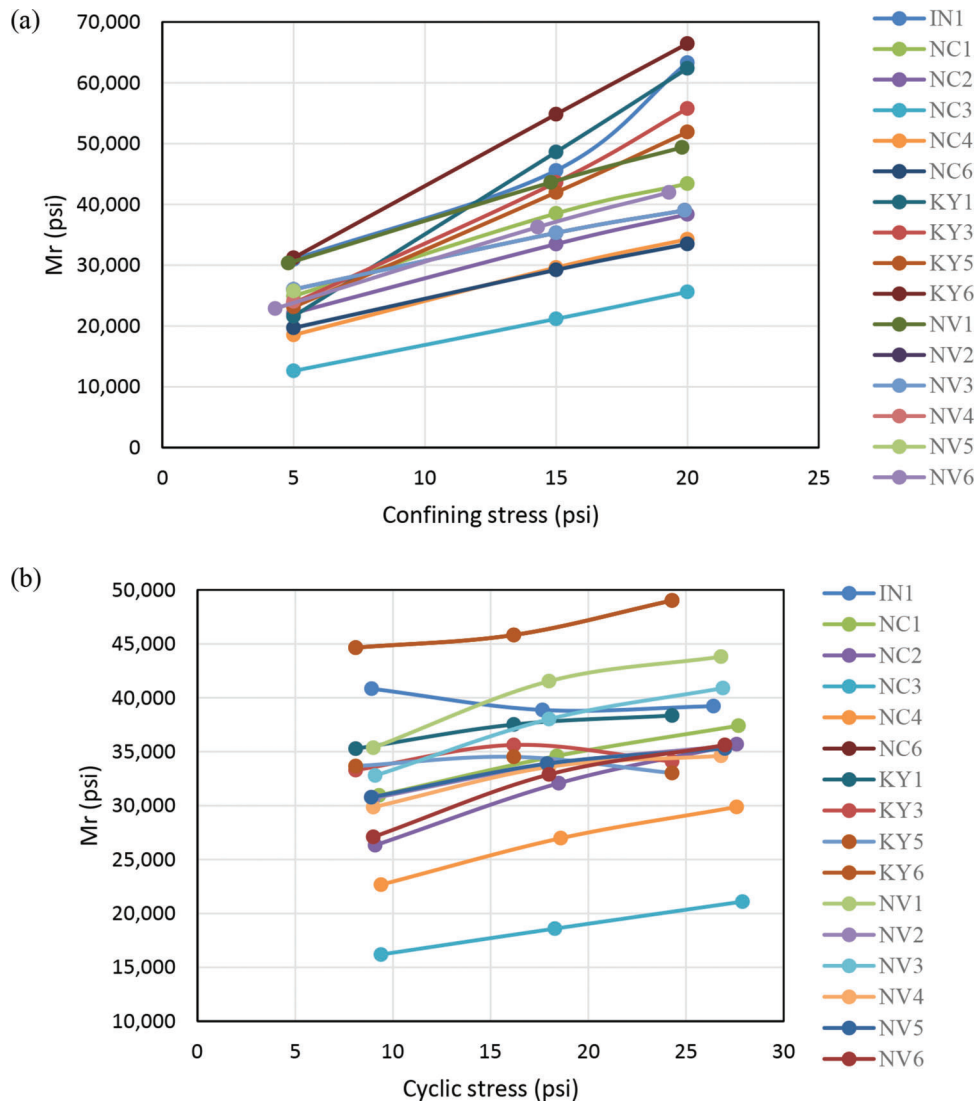 (a)
70,000
60,000
50,000
40,000
30,000
20,000
10,000
0
Mr (psi)
0 5 10 15 20 25
Confining stress (psi)
IN1
NC1
NC2
NC3
NC4
NC6
KY1
KY3
KY5
KY6
NV1
NV2
NV3
NV4
NV5
NV6
(b)
50,000
45,000
40,000
35,000
30,000
25,000
20,000
15,000
10,000
Mr (psi)
0 5 10 15 20 25 30
Cyclic stress (psi)
IN1
NC1
NC2
NC3
NC4
NC6
KY1
KY3
KY5
KY6
NV1
NV2
NV3
NV4
NV5
NV6